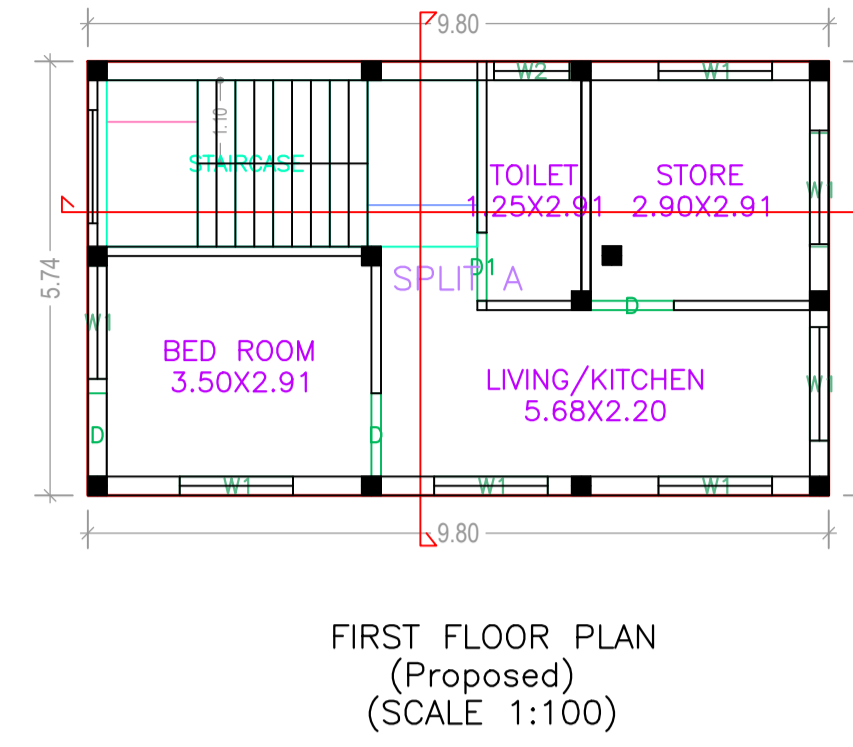 9.80
W2
W1
1.10
STAIRCASE
TOILET
1.25X2.91
STORE
2.90X2.91
W1
5.74
D1
SPLIT A
D
W1
BED ROOM
3.50X2.91
LIVING/KITCHEN
5.68X2.20
W1
D
D
W1
W1
W1
9.80
FIRST FLOOR PLAN
(Proposed)
(SCALE 1:100)